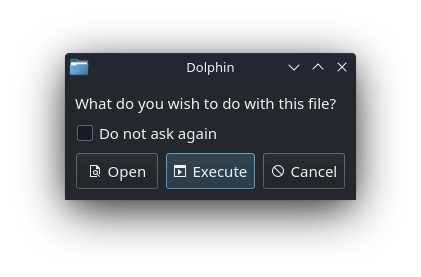 Dolphin
What do you wish to do with this file?
Do not ask again
Open Execute Cancel